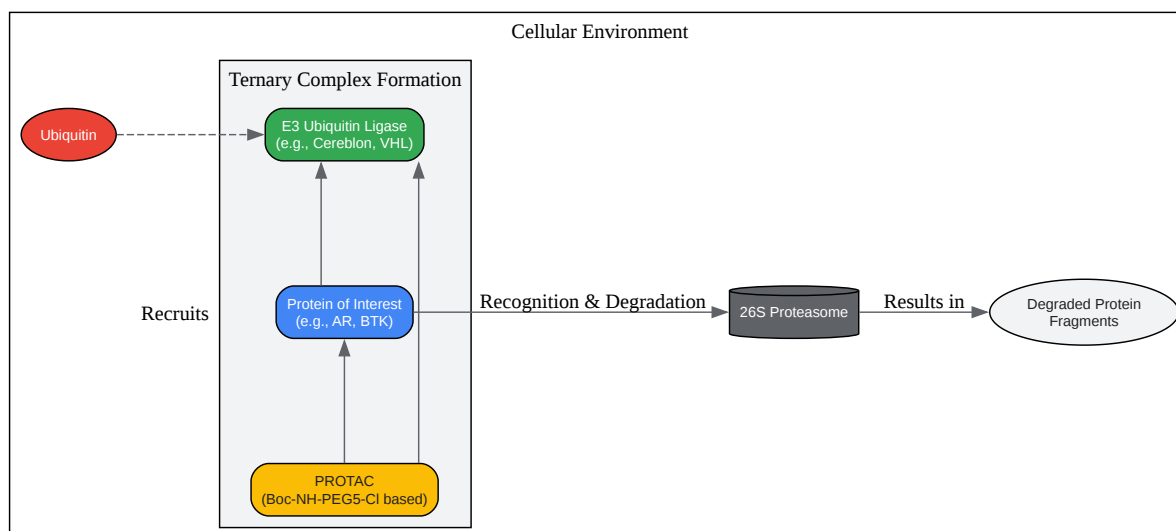 Cellular Environment
Ternary Complex Formation
Ubiquitin
E3 Ubiquitin Ligase
(e.g., Cereblon, VHL)
Recruits
Protein of Interest
(e.g., AR, BTK)
Recognition & Degradation
26S Proteasome
Results in
Degraded Protein
Fragments
PROTAC
(Boc-NH-PEG5-Cl based)